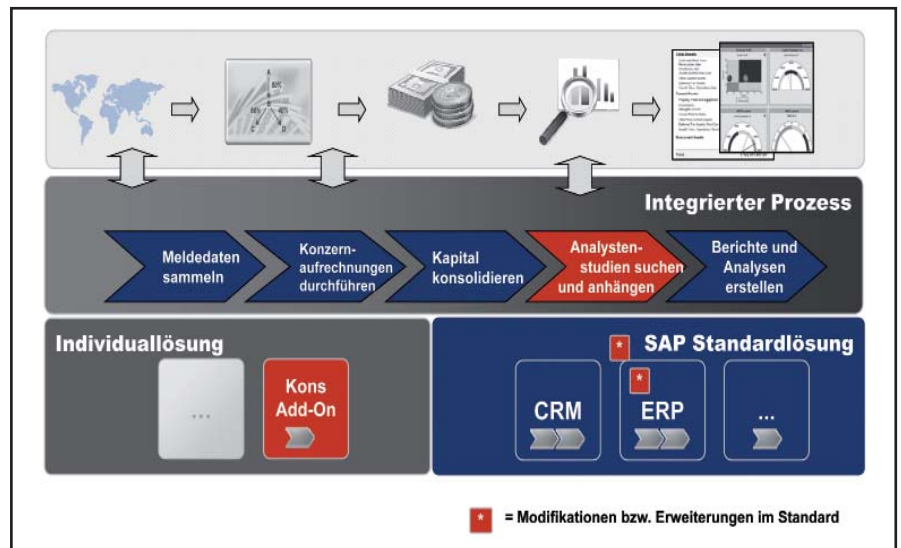 Integrierter Prozess
Meldedaten
sammeln
Konzern-
aufrechnungen
durchführen
Kapital
konsolidieren
Analysten-
studien suchen
und anhängen
Berichte und
Analysen
erstellen
Individuallösung
...
Kons
Add-On
* SAP Standardlösung
CRM
*
ERP
...
* = Modifikationen bzw. Erweiterungen im Standard